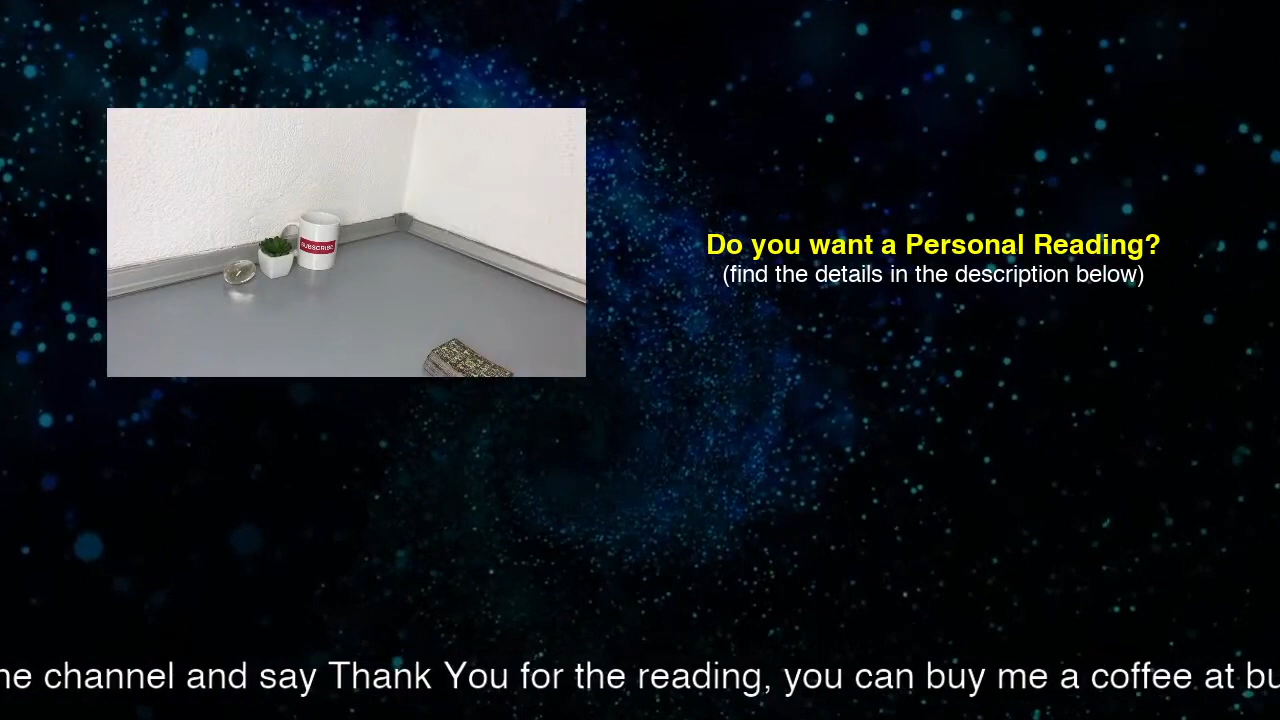 SUBSCRIBE
Do you want a Personal Reading?
(find the details in the description below)
he channel and say Thank You for the reading, you can buy me a coffee at bu